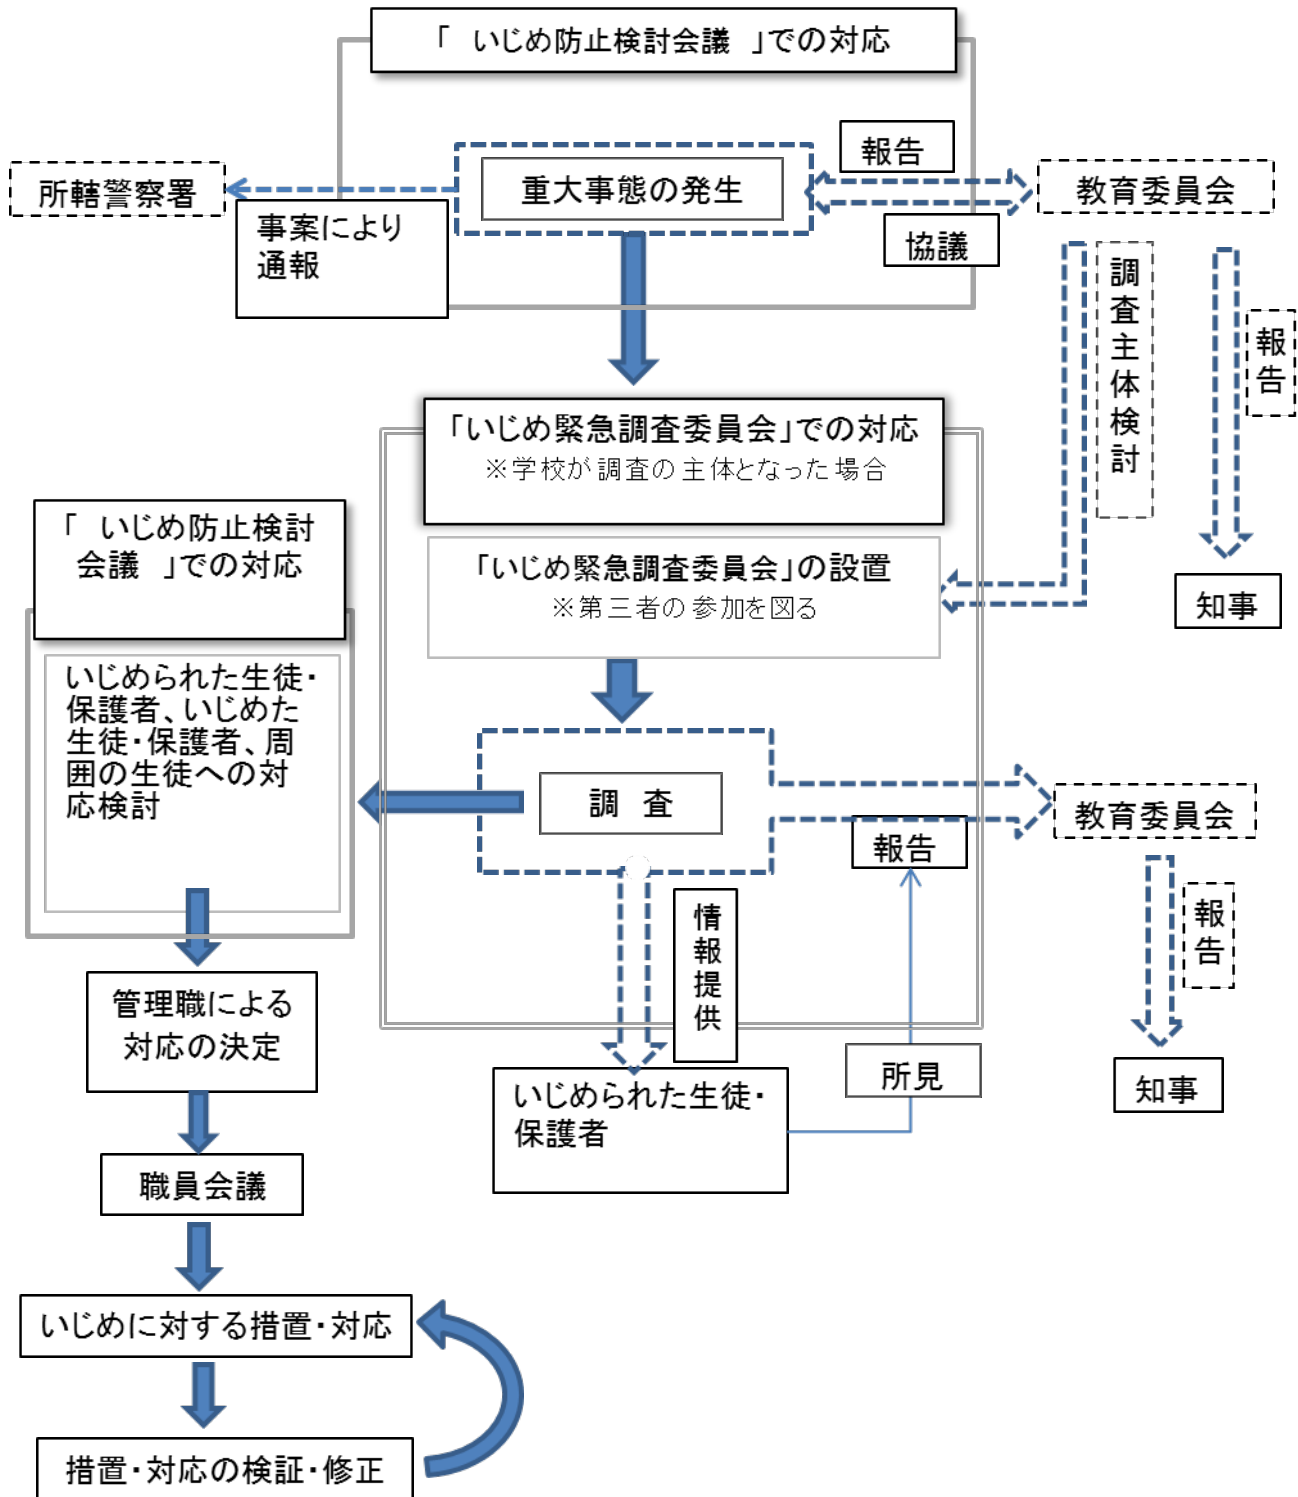 「　いじめ防止検討会議　」での対応
報告
所轄警察署
重大事態の発生
教育委員会
事案により
通報
協議
調査主体検討
報告
「いじめ緊急調査委員会」での対応
※学校が調査の主体となった場合
「　いじめ防止検討
会議　」での対応
「いじめ緊急調査委員会」の設置
※第三者の参加を図る
知事
いじめられた生徒・
保護者、いじめた
生徒・保護者、周
囲の生徒への対
応検討
調　査
教育委員会
報告
情報提供
報告
管理職による
対応の決定
所見
知事
いじめられた生徒・
保護者
職員会議
いじめに対する措置・対応
措置・対応の検証・修正